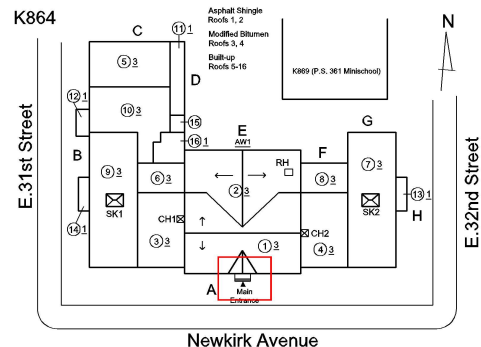 K864
Asphalt Shingle
Roofs 1, 2
Modified Bitumen
Roofs 3, 4
Built-up
Roofs 5-16
N
C
11 1
5 3
D
K869 (P.S. 361 Minischool)
12 1
10 3
15
16 1
E
AW1
F
G
B
9 3
6 3
RH
2 3
8 3
7 3
13 1
H
SK1
SK2
14 1
CH1
CH2
3 3
1 3
4 3
A
Main
Entrance
E.31st Street
E.32nd Street
Newkirk Avenue